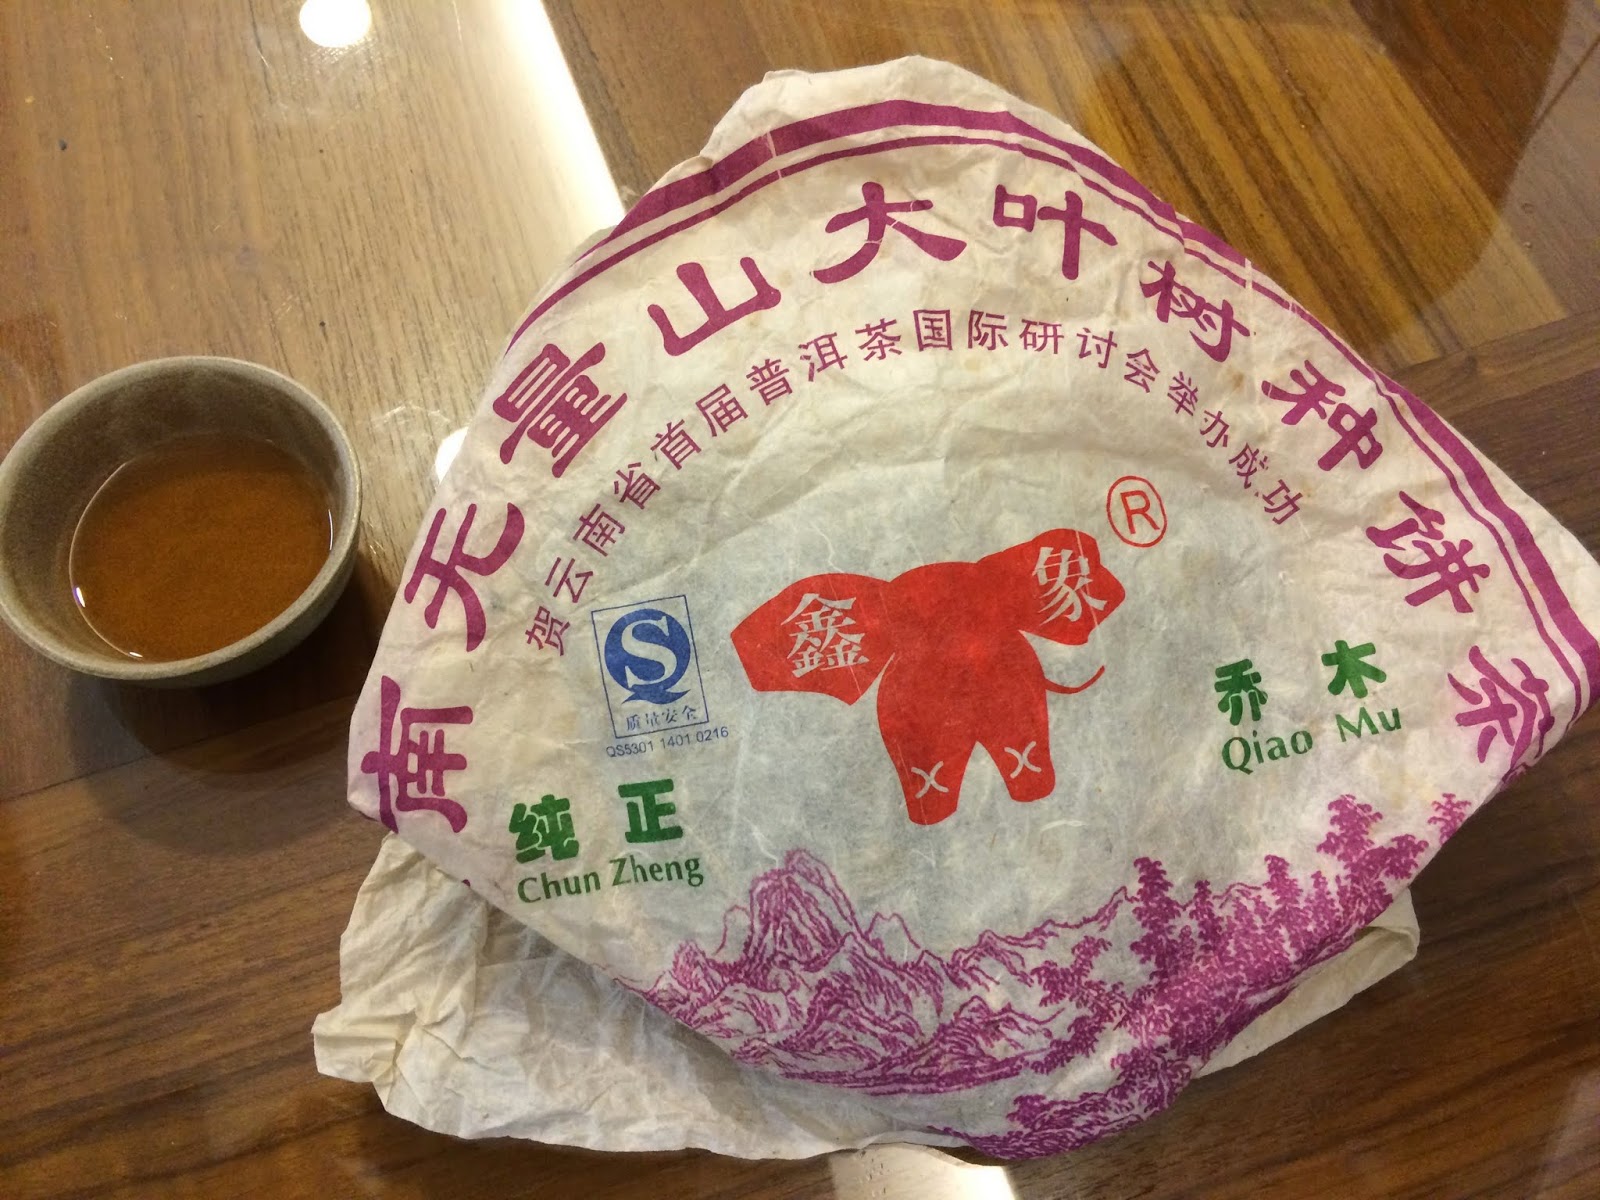 南无量山大叶树种饼茶
贺云南省首届普洱茶国际研讨会举办成功
®
鑫象
QS
质量安全
QS5301 1401 0216
乔木
Qiao Mu
纯正
Chun Zheng